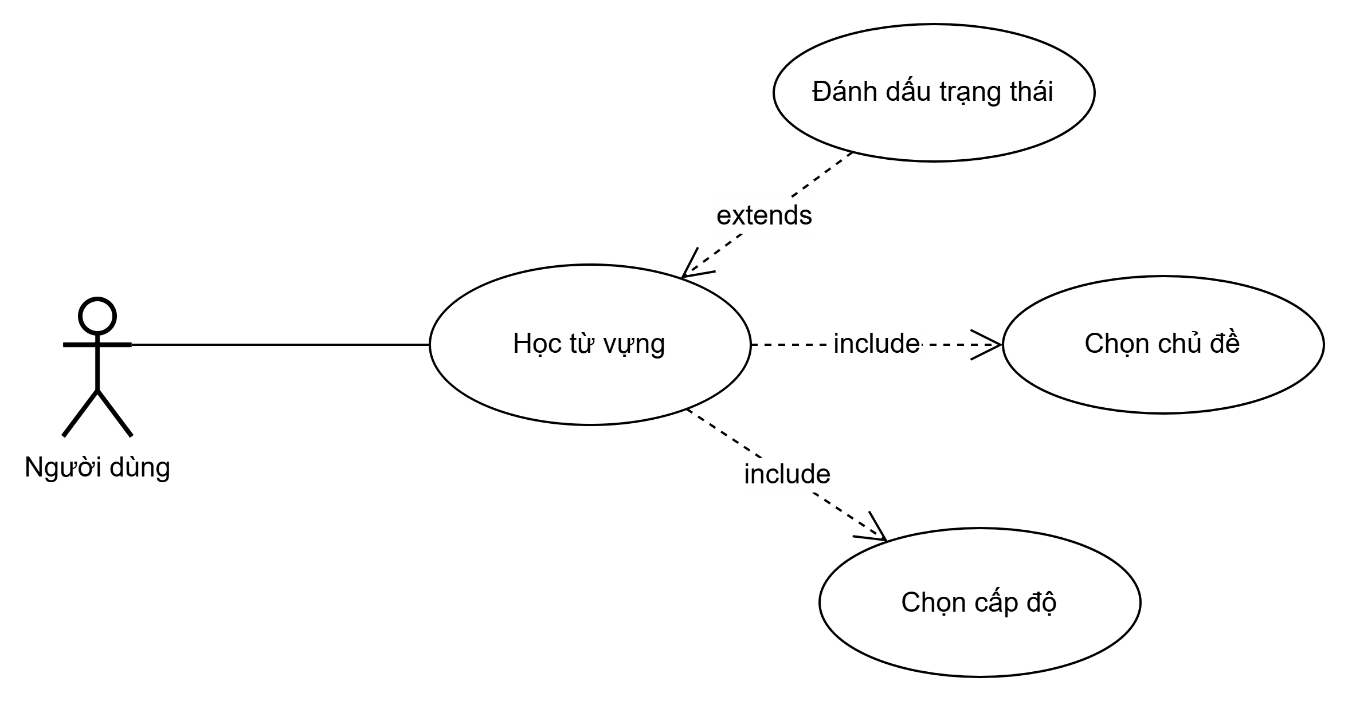 Đánh dấu trạng thái
extends
Học từ vựng
include
Chọn chủ đề
Người dùng
include
Chọn cấp độ